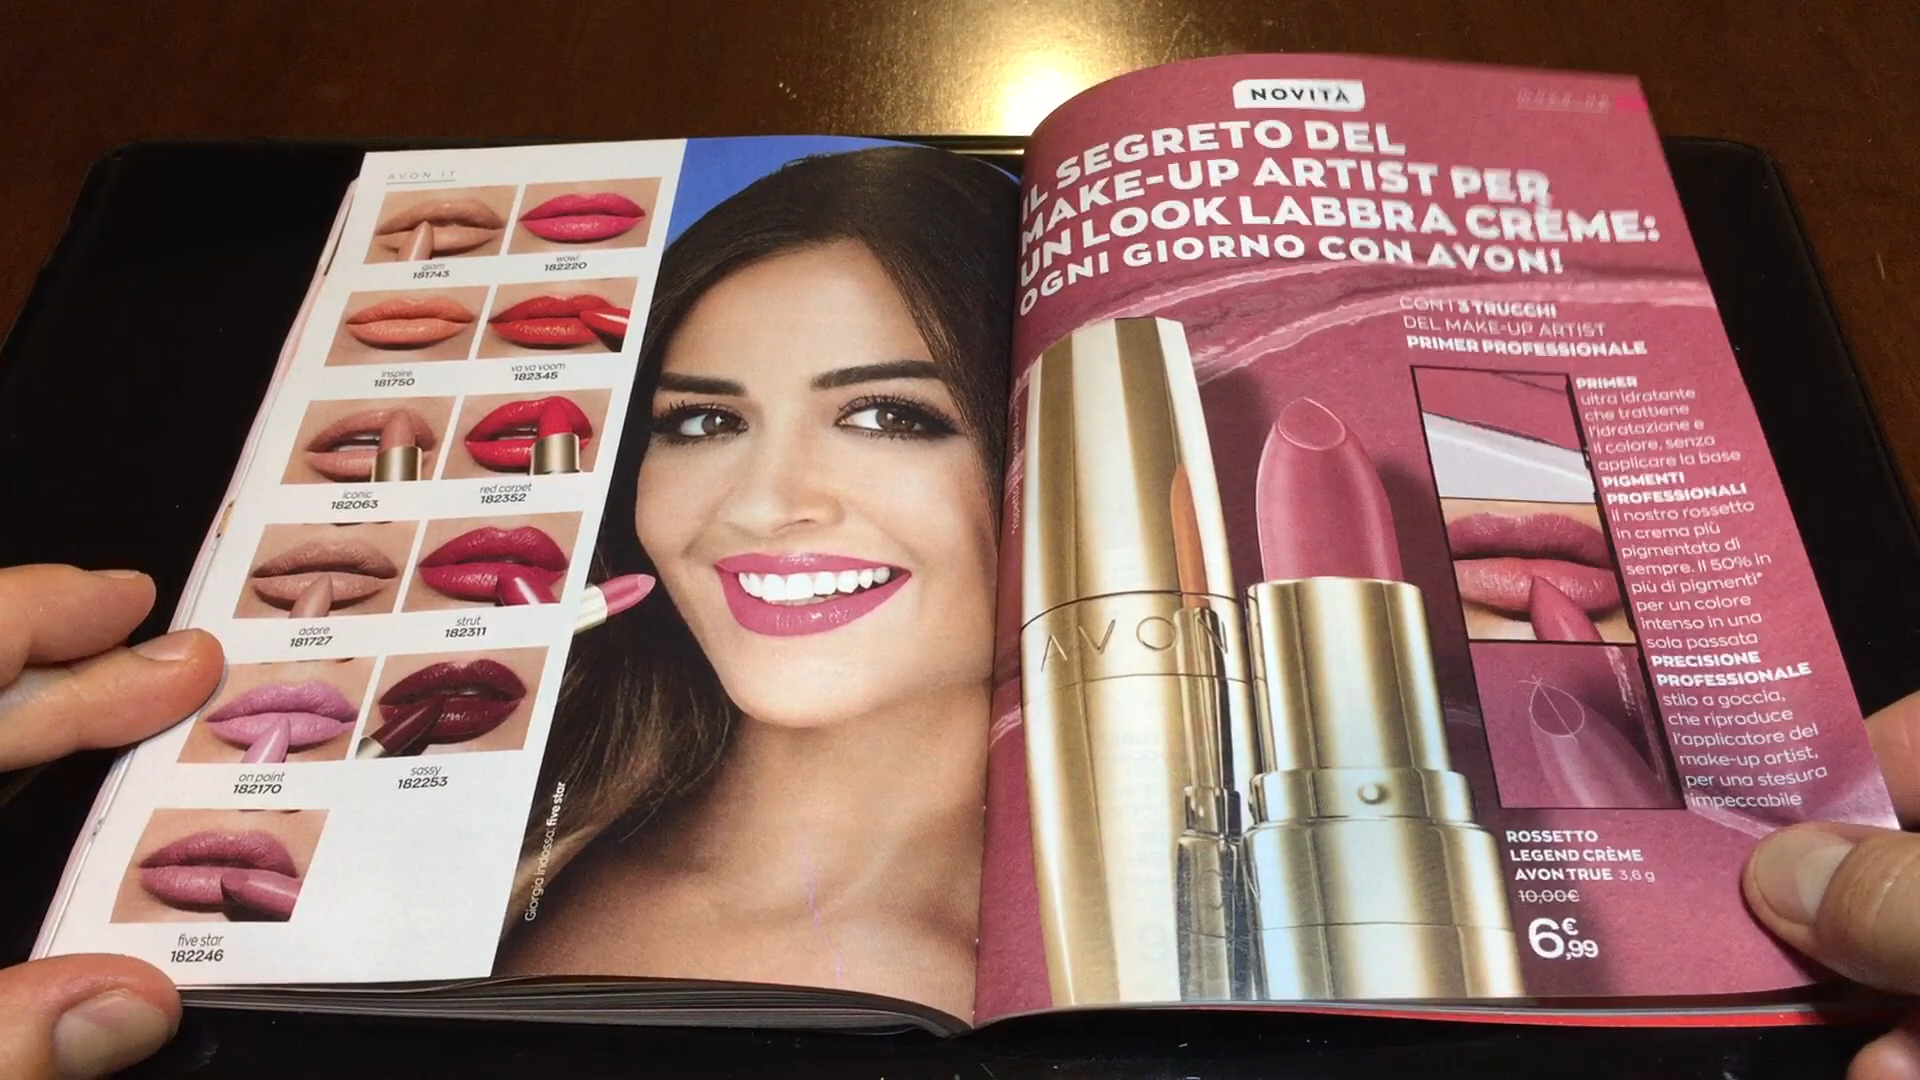 AVON IT
glam
181743
wow!
182220
inspire
181750
va va voom
182345
iconic
182063
red carpet
182352
adore
181727
strut
182311
on point
182170
sassy
182253
five star
182246
Giorgia indossa: five star
NOVITÀ
IL SEGRETO DEL
MAKE-UP ARTIST PER
UN LOOK LABBRA CRÈME:
OGNI GIORNO CON AVON!
CON I 3 TRUCCHI
DEL MAKE-UP ARTIST
PRIMER PROFESSIONALE
PRIMER
ultra idratante
che trattiene
l'idratazione e
il colore, senza
applicare la base
PIGMENTI
PROFESSIONALI
il nostro rossetto
in crema più
pigmentato di
sempre. Il 50% in
più di pigmenti*
per un colore
intenso in una
sola passata
PRECISIONE
PROFESSIONALE
stilo a goccia,
che riproduce
l'applicatore del
make-up artist,
per una stesura
impeccabile
AVON
ROSSETTO
LEGEND CRÈME
AVON TRUE 3,6 g
10,00€
6,99€